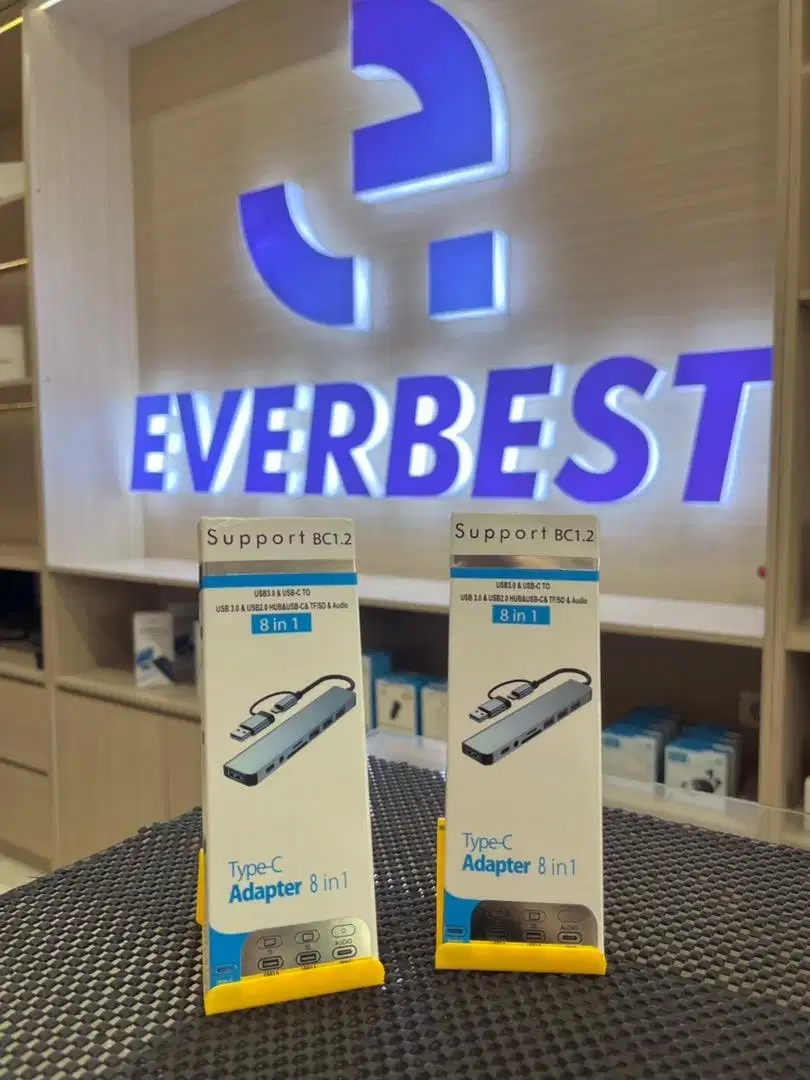 EVERBEST
Support BC1.2
USB3.0 & USB-C TO
USB 3.0 & USB2.0 HUB&USB-C& TF/SD & Audio
8 in 1
Type-C
Adapter 8 in 1
AUDIO
Support BC1.2
USB3.0 & USB-C TO
USB 3.0 & USB2.0 HUB&USB-C& TF/SD & Audio
8 in 1
Type-C
Adapter 8 in 1
AUDIO